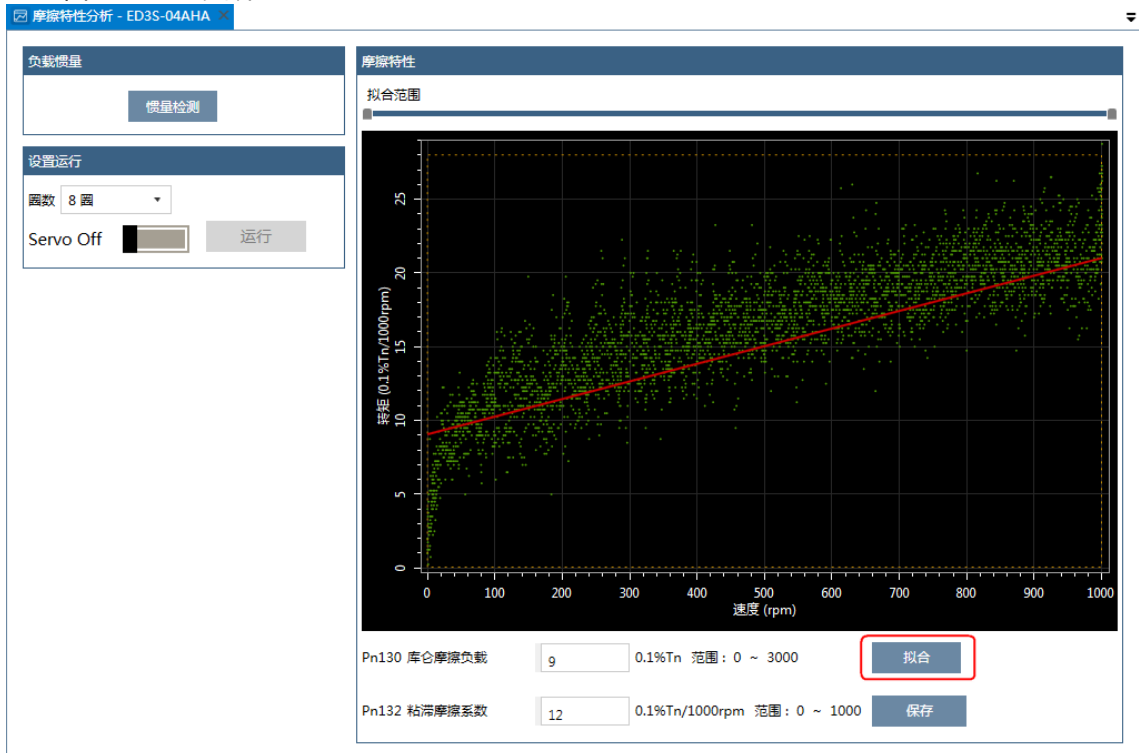 摩擦特性分析 - ED3S-04AHA
负载惯量
惯量检测
设置运行
圈数 8 圈
Servo Off 运行
摩擦特性
拟合范围
转矩 (0.1%Tn/1000rpm)
25
20
15
10
5
0
0 100 200 300 400 500 600 700 800 900 1000
速度 (rpm)
Pn130 库仑摩擦负载 9 0.1%Tn 范围: 0 ~ 3000 拟合
Pn132 粘滞摩擦系数 12 0.1%Tn/1000rpm 范围: 0 ~ 1000 保存